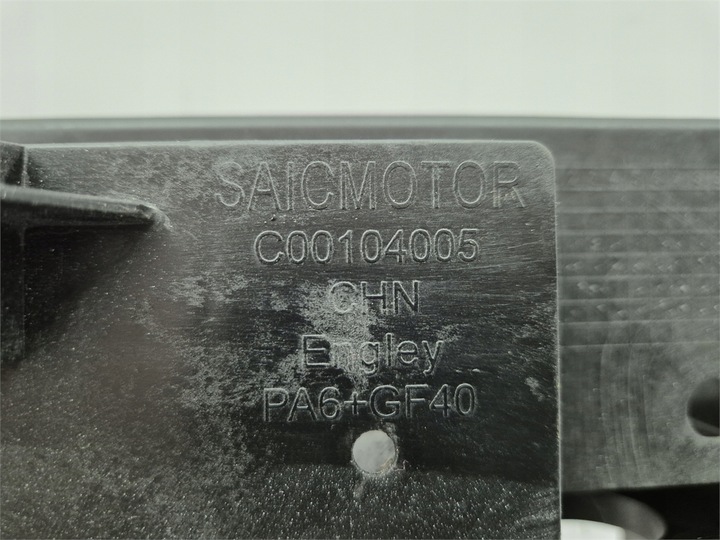 SAICMOTOR
C00104005
CHN
Engley
PA6+GF40